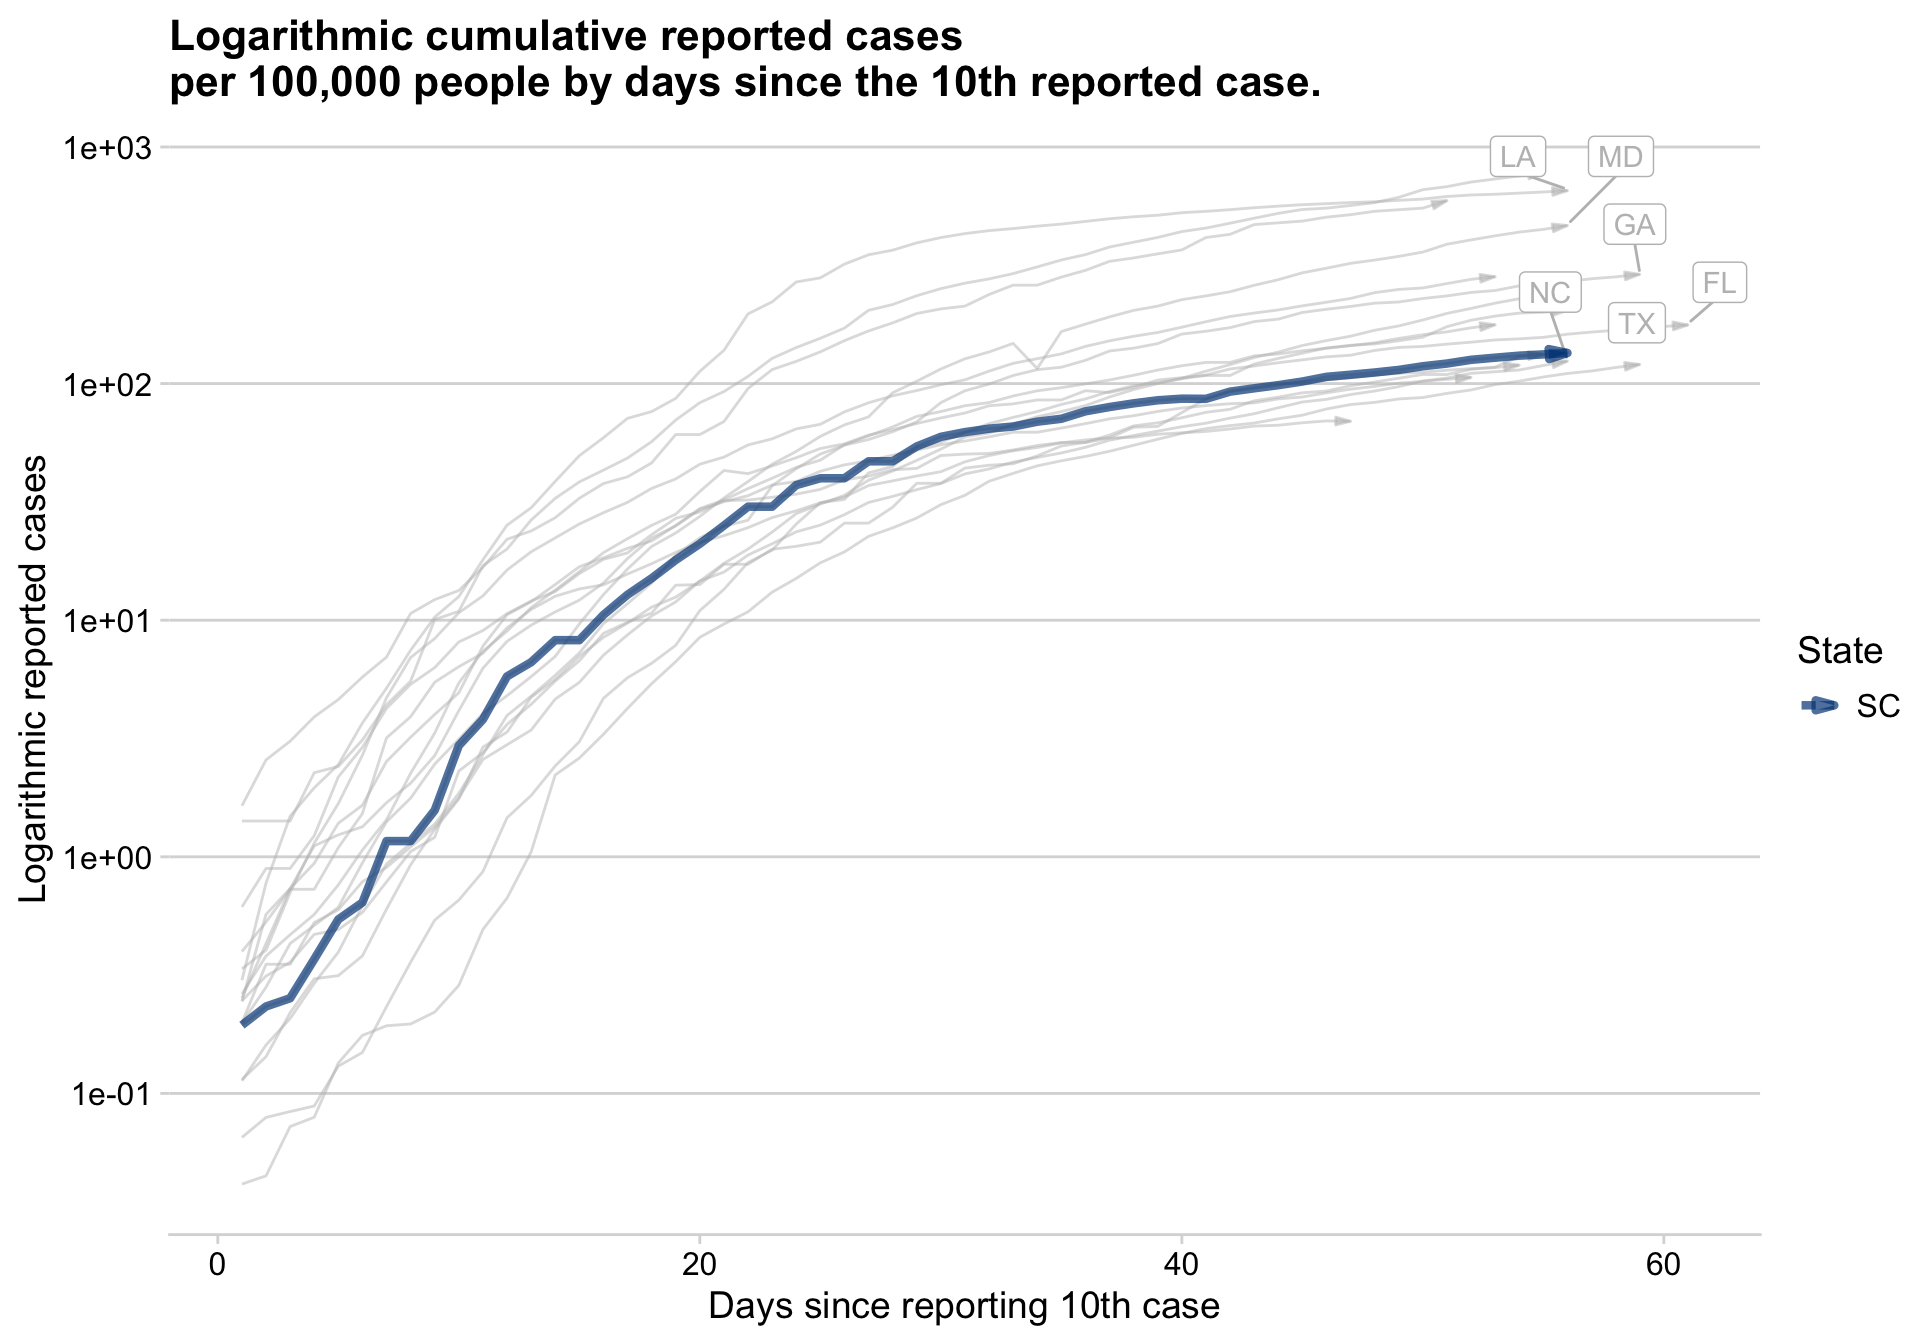 Logarithmic cumulative reported cases
per 100,000 people by days since the 10th reported case.
1e+03
1e+02
1e+01
1e+00
1e-01
Logarithmic reported cases
LA
MD
GA
FL
NC
TX
State
SC
0
20
40
60
Days since reporting 10th case